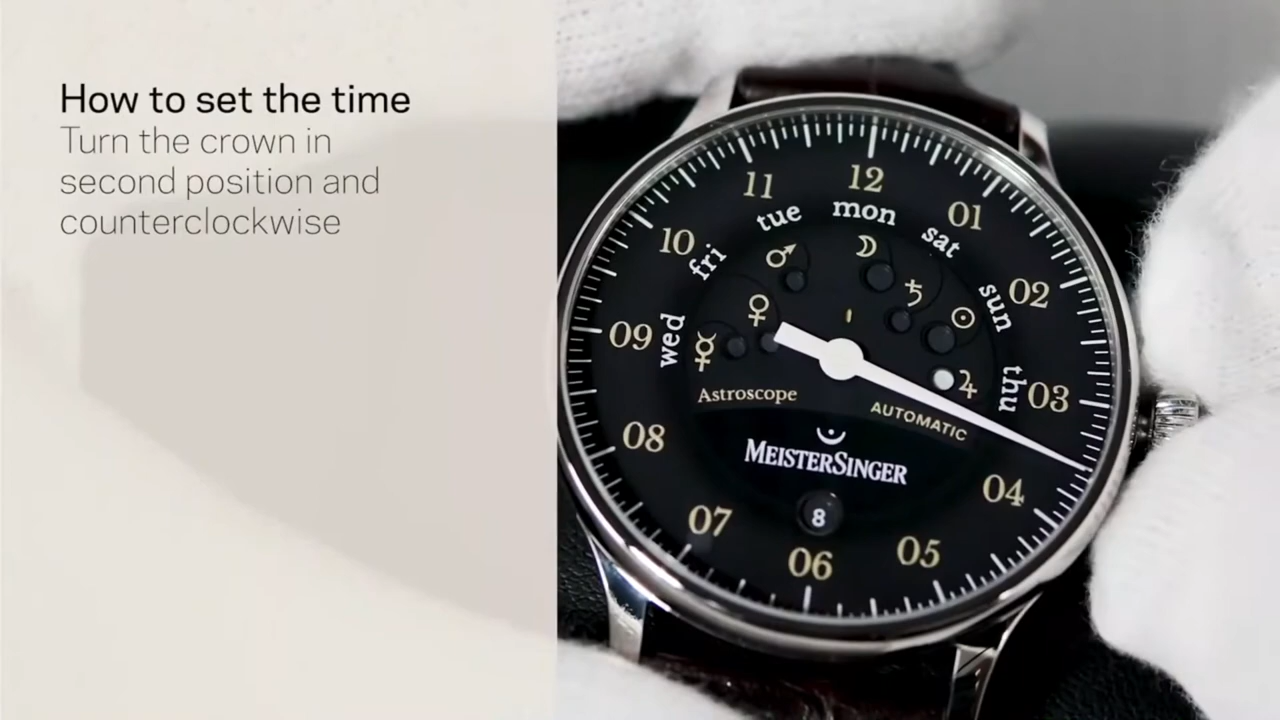 How to set the time
Turn the crown in
second position and
counterclockwise
12
11
01
tue
mon
sat
10
fri
♂
☽
♄
sun
02
♀
☉
09
wed
☿
♃
thu
03
Astroscope
AUTOMATIC
MEISTERSINGER
08
04
8
07
05
06